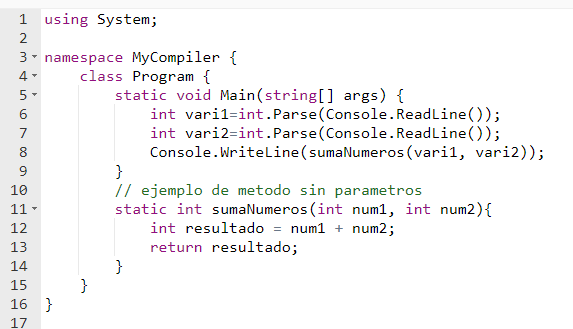 1 using System;
2
3 namespace MyCompiler {
4     class Program {
5         static void Main(string[] args) {
6             int vari1=int.Parse(Console.ReadLine());
7             int vari2=int.Parse(Console.ReadLine());
8             Console.WriteLine(sumaNumeros(vari1, vari2));
9         }
10         // ejemplo de metodo sin parametros
11         static int sumaNumeros(int num1, int num2){
12             int resultado = num1 + num2;
13             return resultado;
14         }
15     }
16 }
17